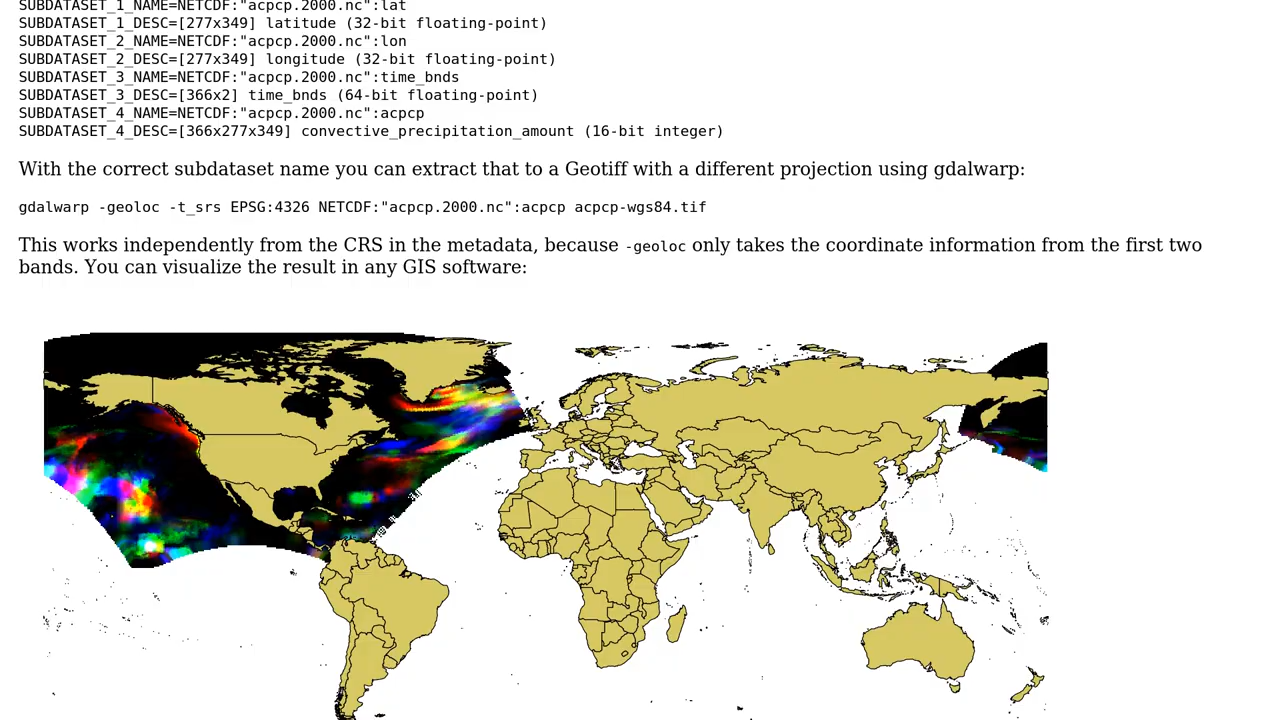 SUBDATASET_1_NAME=NETCDF:"acpcp.2000.nc":lat
SUBDATASET_1_DESC=[277x349] latitude (32-bit floating-point)
SUBDATASET_2_NAME=NETCDF:"acpcp.2000.nc":lon
SUBDATASET_2_DESC=[277x349] longitude (32-bit floating-point)
SUBDATASET_3_NAME=NETCDF:"acpcp.2000.nc":time_bnds
SUBDATASET_3_DESC=[366x2] time_bnds (64-bit floating-point)
SUBDATASET_4_NAME=NETCDF:"acpcp.2000.nc":acpcp
SUBDATASET_4_DESC=[366x277x349] convective_precipitation_amount (16-bit integer)
With the correct subdataset name you can extract that to a Geotiff with a different projection using gdalwarp:
gdalwarp -geoloc -t_srs EPSG:4326 NETCDF:"acpcp.2000.nc":acpcp acpcp-wgs84.tif
This works independently from the CRS in the metadata, because -geoloc only takes the coordinate information from the first two
bands. You can visualize the result in any GIS software: